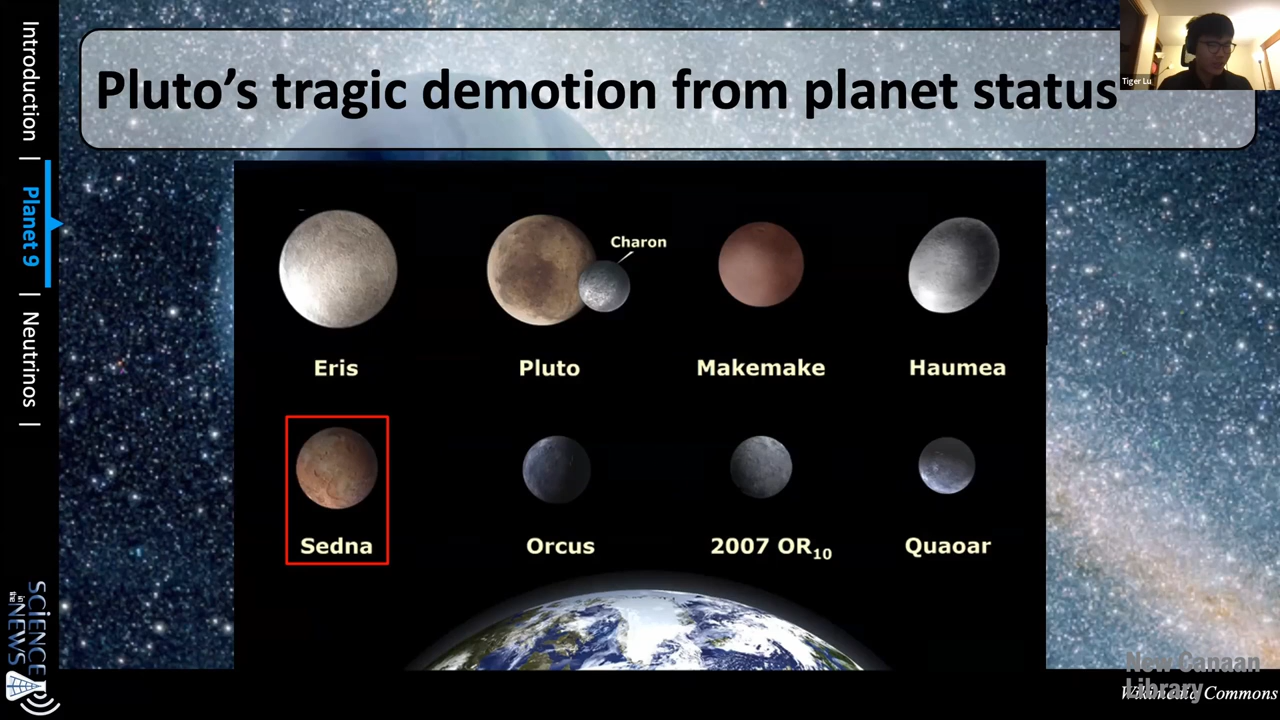 Pluto's tragic demotion from planet status
Tiger Lu
Introduction | Planet 9 | Neutrinos |
Charon
Eris
Pluto
Makemake
Haumea
Sedna
Orcus
2007 OR10
Quaoar
SCIENCE
in the
NEWS
New Canaan
Library
Wikimedia Commons